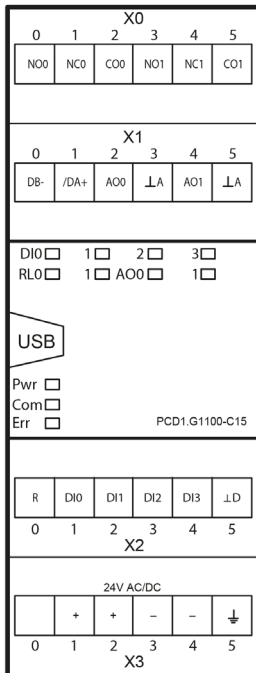 X0
0 1 2 3 4 5
NO0 NC0 CO0 NO1 NC1 CO1
X1
0 1 2 3 4 5
DB- /DA+ AO0 ⊥A AO1 ⊥A
DI0 1 2 3
RL0 1 AO0 1
USB
Pwr
Com
Err PCD1.G1100-C15
R DI0 DI1 DI2 DI3 ⊥D
0 1 2 3 4 5
X2
24V AC/DC
+ + – – ⏚
0 1 2 3 4 5
X3